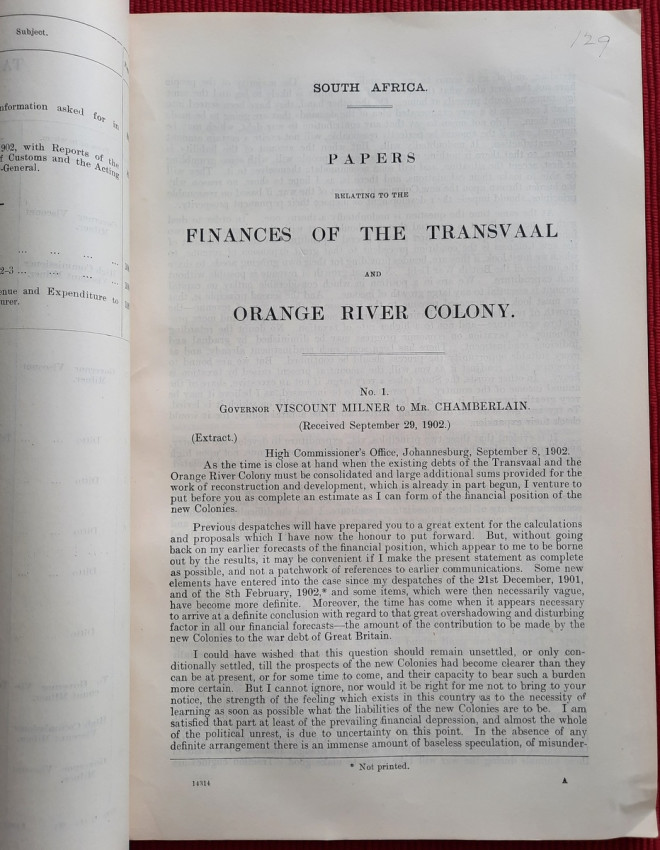 Subject.
nformation asked for in
902, with Reports of the
f Customs and the Acting
-General.
... ... ...
2-3 ... ... ...
enue and Expenditure to
urer.
129
SOUTH AFRICA.
PAPERS
RELATING TO THE
FINANCES OF THE TRANSVAAL
AND
ORANGE RIVER COLONY.
No. 1.
GOVERNOR VISCOUNT MILNER to MR. CHAMBERLAIN.
(Received September 29, 1902.)
(Extract.)
High Commissioner's Office, Johannesburg, September 8, 1902.
As the time is close at hand when the existing debts of the Transvaal and the
Orange River Colony must be consolidated and large additional sums provided for the
work of reconstruction and development, which is already in part begun, I venture to
put before you as complete an estimate as I can form of the financial position of the
new Colonies.
Previous despatches will have prepared you to a great extent for the calculations
and proposals which I have now the honour to put forward. But, without going
back on my earlier forecasts of the financial position, which appear to me to be borne
out by the results, it may be convenient if I make the present statement as complete
as possible, and not a patchwork of references to earlier communications. Some new
elements have entered into the case since my despatches of the 21st December, 1901,
and of the 8th February, 1902,* and some items, which were then necessarily vague,
have become more definite. Moreover, the time has come when it appears necessary
to arrive at a definite conclusion with regard to that great overshadowing and disturbing
factor in all our financial forecasts—the amount of the contribution to be made by the
new Colonies to the war debt of Great Britain.
I could have wished that this question should remain unsettled, or only con-
ditionally settled, till the prospects of the new Colonies had become clearer than they
can be at present, or for some time to come, and their capacity to bear such a burden
more certain. But I cannot ignore, nor would it be right for me not to bring to your
notice, the strength of the feeling which exists in this country as to the necessity of
learning as soon as possible what the liabilities of the new Colonies are to be. I am
satisfied that part at least of the prevailing financial depression, and almost the whole
of the political unrest, is due to uncertainty on this point. In the absence of any
definite arrangement there is an immense amount of baseless speculation, of misunder-
* Not printed.
14314 A